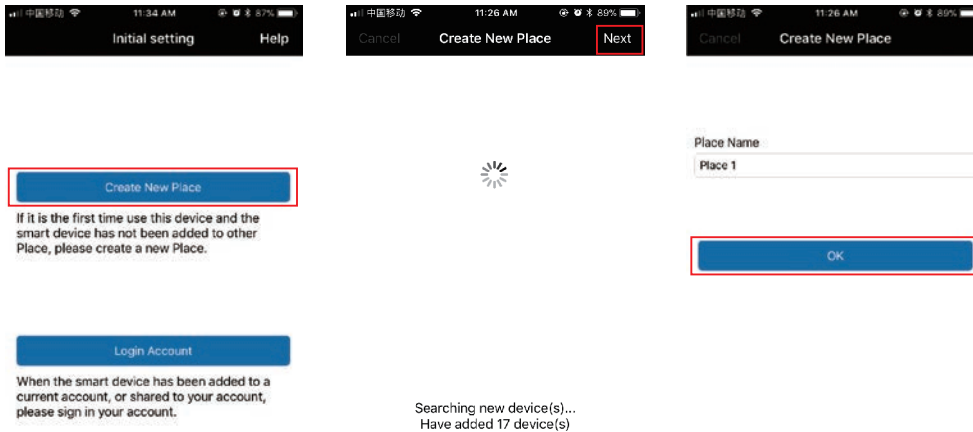 中国移动 11:34 AM 87%
Initial setting Help
Create New Place
If it is the first time use this device and the
smart device has not been added to other
Place, please create a new Place.
Login Account
When the smart device has been added to a
current account, or shared to your account,
please sign in your account.
中国移动 11:26 AM 89%
Cancel Create New Place Next
Searching new device(s)...
Have added 17 device(s)
中国移动 11:26 AM 89%
Cancel Create New Place
Place Name
Place 1
OK